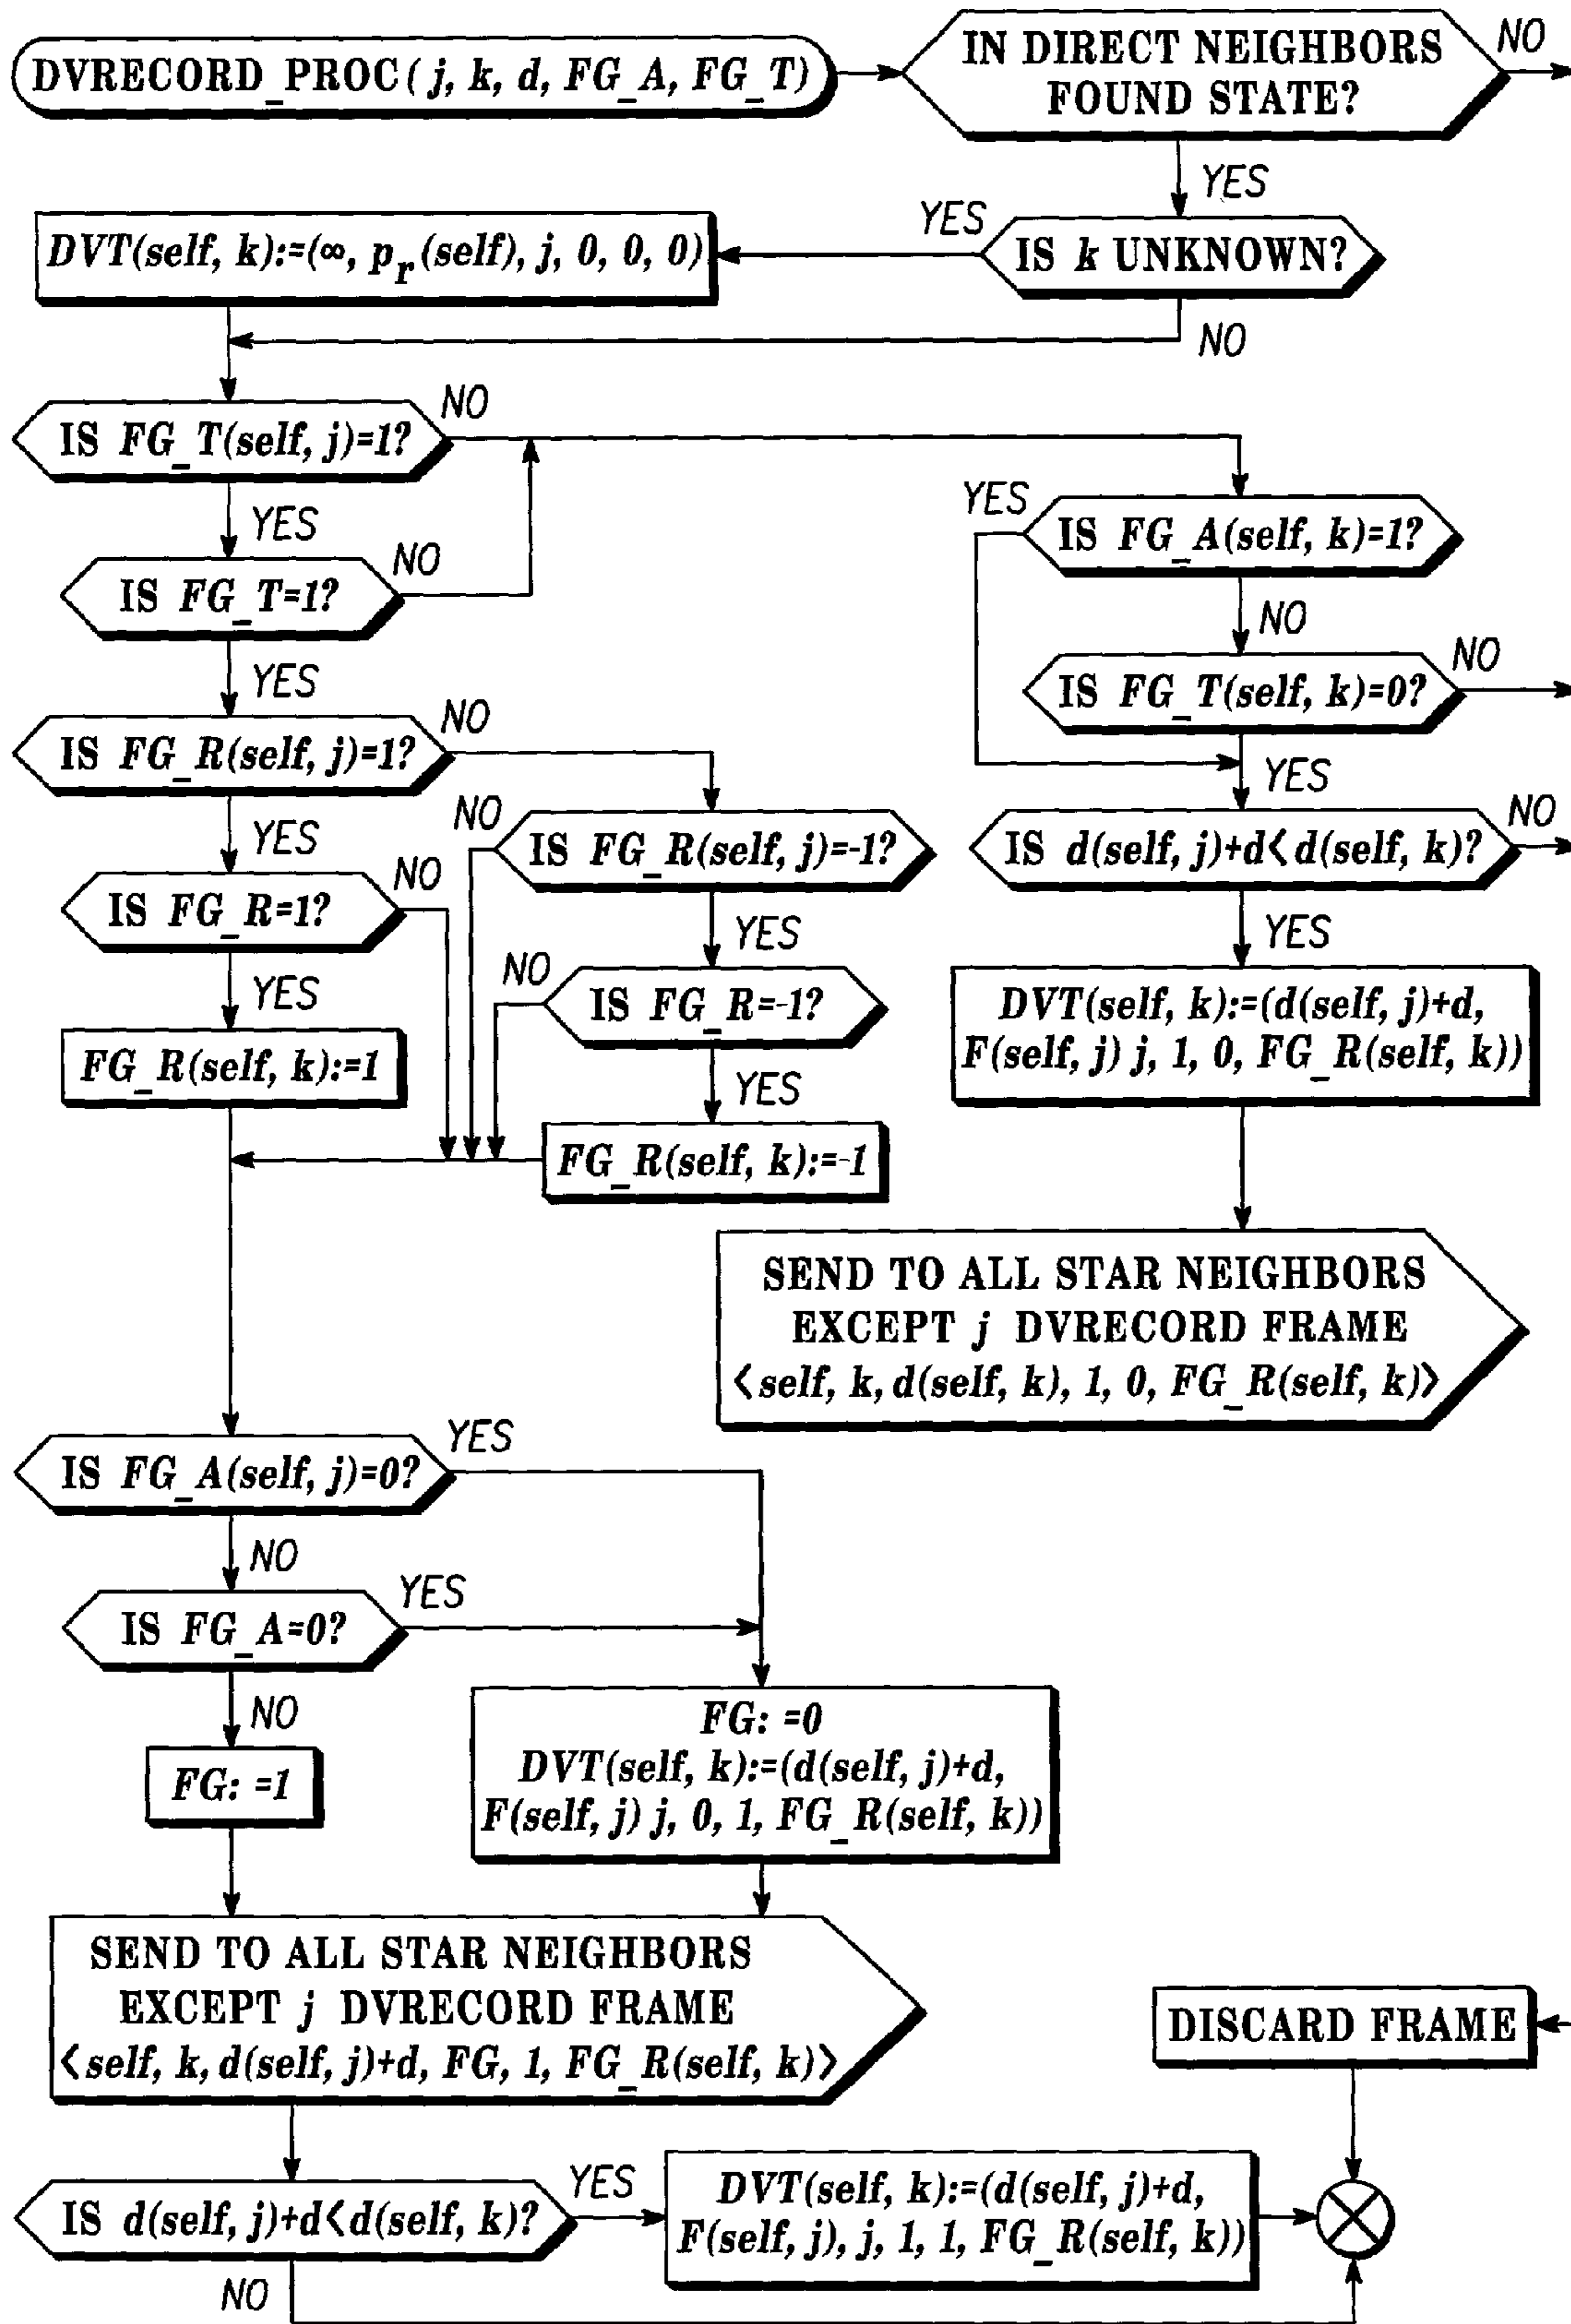 DVRECORD_PROC(j, k, d, FG_A, FG_T)
IN DIRECT NEIGHBORS
FOUND STATE?
NO
YES
IS k UNKNOWN?
YES
NO
DVT(self, k):=(∞, p_r(self), j, 0, 0, 0)
IS FG_T(self, j)=1?
NO
YES
IS FG_T=1?
NO
YES
IS FG_A(self, k)=1?
YES
NO
IS FG_T(self, k)=0?
NO
YES
IS FG_R(self, j)=1?
NO
YES
IS FG_R(self, j)=-1?
NO
YES
IS d(self, j)+d<d(self, k)?
NO
YES
IS FG_R=1?
NO
YES
IS FG_R=-1?
NO
YES
DVT(self, k):=(d(self, j)+d,
F(self, j) j, 1, 0, FG_R(self, k))
FG_R(self, k):=1
FG_R(self, k):=-1
SEND TO ALL STAR NEIGHBORS
EXCEPT j DVRECORD FRAME
<self, k, d(self, k), 1, 0, FG_R(self, k)>
IS FG_A(self, j)=0?
YES
NO
IS FG_A=0?
YES
NO
FG: =1
FG: =0
DVT(self, k):=(d(self, j)+d,
F(self, j) j, 0, 1, FG_R(self, k))
SEND TO ALL STAR NEIGHBORS
EXCEPT j DVRECORD FRAME
<self, k, d(self, j)+d, FG, 1, FG_R(self, k)>
DISCARD FRAME
IS d(self, j)+d<d(self, k)?
YES
NO
DVT(self, k):=(d(self, j)+d,
F(self, j), j, 1, 1, FG_R(self, k))